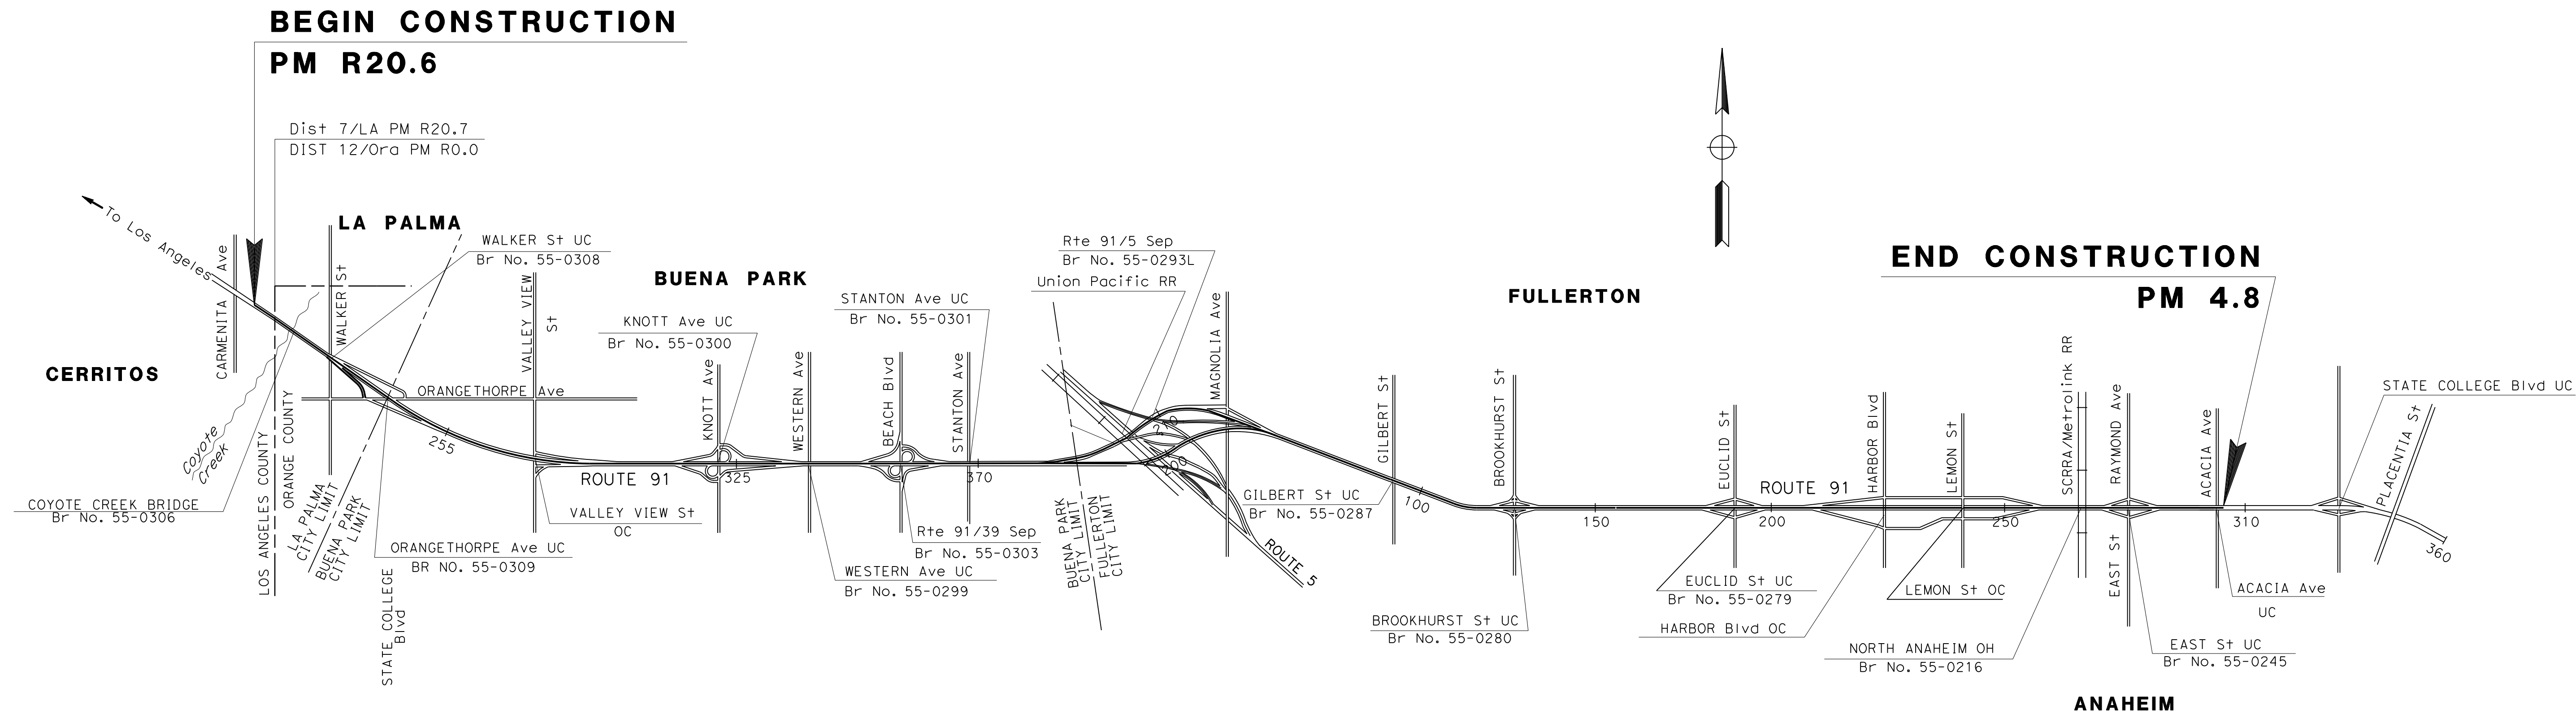 BEGIN CONSTRUCTION
PM R20.6
Dist 7/LA PM R20.7
DIST 12/Ora PM R0.0
To Los Angeles
CARMENITA Ave
CERRITOS
LA PALMA
WALKER St
WALKER St UC
Br No. 55-0308
Coyote
Creek
COYOTE CREEK BRIDGE
Br No. 55-0306
LOS ANGELES COUNTY
ORANGE COUNTY
LA PALMA
CITY LIMIT
BUENA PARK
CITY LIMIT
ORANGETHORPE Ave
255
ORANGETHORPE Ave UC
BR NO. 55-0309
STATE COLLEGE
Blvd
VALLEY VIEW
St
VALLEY VIEW St
OC
BUENA PARK
ROUTE 91
KNOTT Ave UC
Br No. 55-0300
KNOTT Ave
325
WESTERN Ave
WESTERN Ave UC
Br No. 55-0299
BEACH Blvd
Rte 91/39 Sep
Br No. 55-0303
STANTON Ave UC
Br No. 55-0301
STANTON Ave
370
Rte 91/5 Sep
Br No. 55-0293L
Union Pacific RR
BUENA PARK
CITY LIMIT
FULLERTON
CITY LIMIT
200
MAGNOLIA Ave
ROUTE 5
GILBERT St
GILBERT St UC
Br No. 55-0287
100
FULLERTON
BROOKHURST St
BROOKHURST St UC
Br No. 55-0280
150
EUCLID St
EUCLID St UC
Br No. 55-0279
200
ROUTE 91
HARBOR Blvd
HARBOR Blvd OC
LEMON St
LEMON St OC
250
SCRRA/Metrolink RR
NORTH ANAHEIM OH
Br No. 55-0216
RAYMOND Ave
EAST St
EAST St UC
Br No. 55-0245
ACACIA Ave
ACACIA Ave
UC
310
END CONSTRUCTION
PM 4.8
STATE COLLEGE Blvd UC
PLACENTIA St
360
ANAHEIM